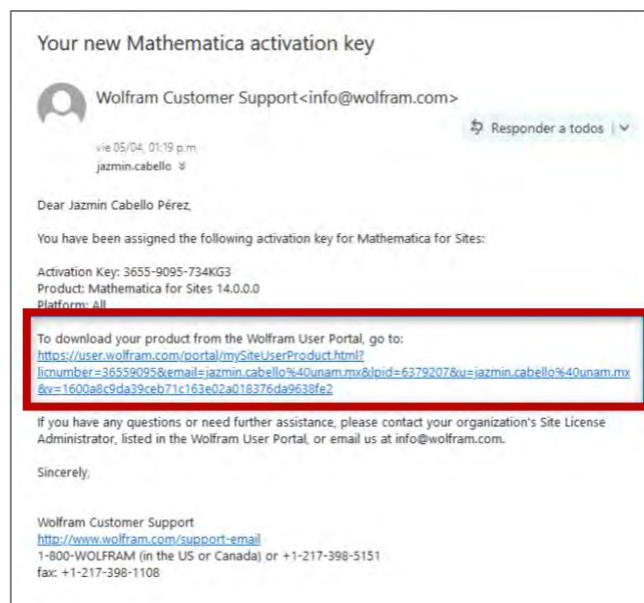 Your new Mathematica activation key
Wolfram Customer Support<info@wolfram.com>
Responder a todos
vie 05/04, 01:19 p.m.
jazmin.cabello
Dear Jazmin Cabello Pérez,
You have been assigned the following activation key for Mathematica for Sites:
Activation Key: 3655-9095-734KG3
Product: Mathematica for Sites 14.0.0.0
Platform: All
To download your product from the Wolfram User Portal, go to:
https://user.wolfram.com/portal/mySiteUserProduct.html?
licnumber=36559095&email=jazmin.cabello%40unam.mx&lpid=6379207&u=jazmin.cabello%40unam.mx
&v=1600a8c9da39ceb71c163e02a018376da9638fe2
If you have any questions or need further assistance, please contact your organization's Site License
Administrator, listed in the Wolfram User Portal, or email us at info@wolfram.com.
Sincerely,
Wolfram Customer Support
http://www.wolfram.com/support-email
1-800-WOLFRAM (in the US or Canada) or +1-217-398-5151
fax: +1-217-398-1108